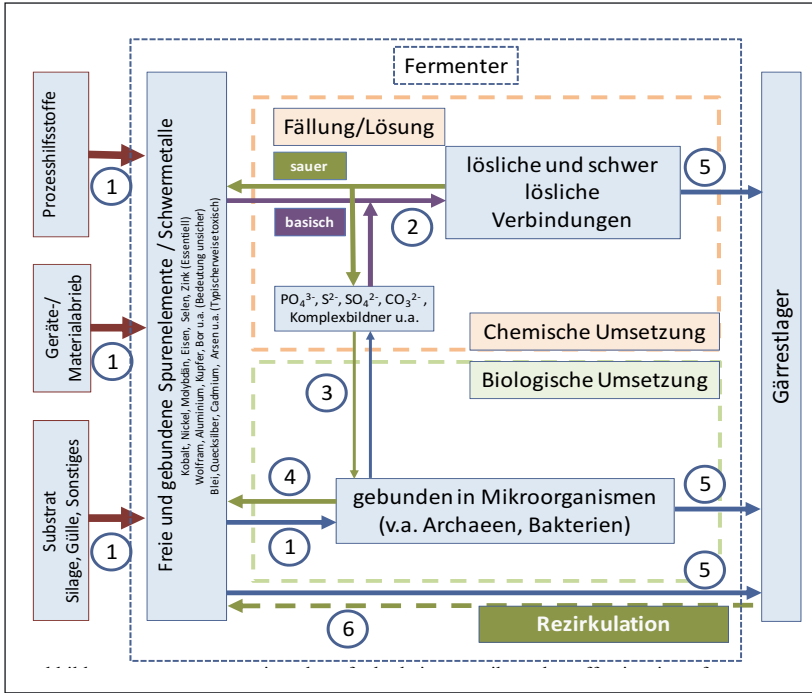 Fermenter
Prozesshilfsstoffe
1
Geräte-/
Materialabrieb
1
Substrat
Silage, Gülle, Sonstiges
1
Freie und gebundene Spurenelemente / Schwermetalle
Kobalt, Nickel, Molybdän, Eisen, Selen, Zink (Essentiell)
Wolfram, Aluminium, Kupfer, Bor u.a. (Bedeutung unsicher)
Blei, Quecksilber, Cadmium, Arsen u.a. (Typischerweise toxisch)
Fällung/Lösung
sauer
basisch
2
lösliche und schwer
lösliche
Verbindungen
5
PO₄³⁻, S²⁻, SO₄²⁻, CO₃²⁻,
Komplexbildner u.a.
Chemische Umsetzung
Biologische Umsetzung
3
4
1
gebunden in Mikroorganismen
(v.a. Archaeen, Bakterien)
5
5
6
Rezirkulation
Gärrestlager